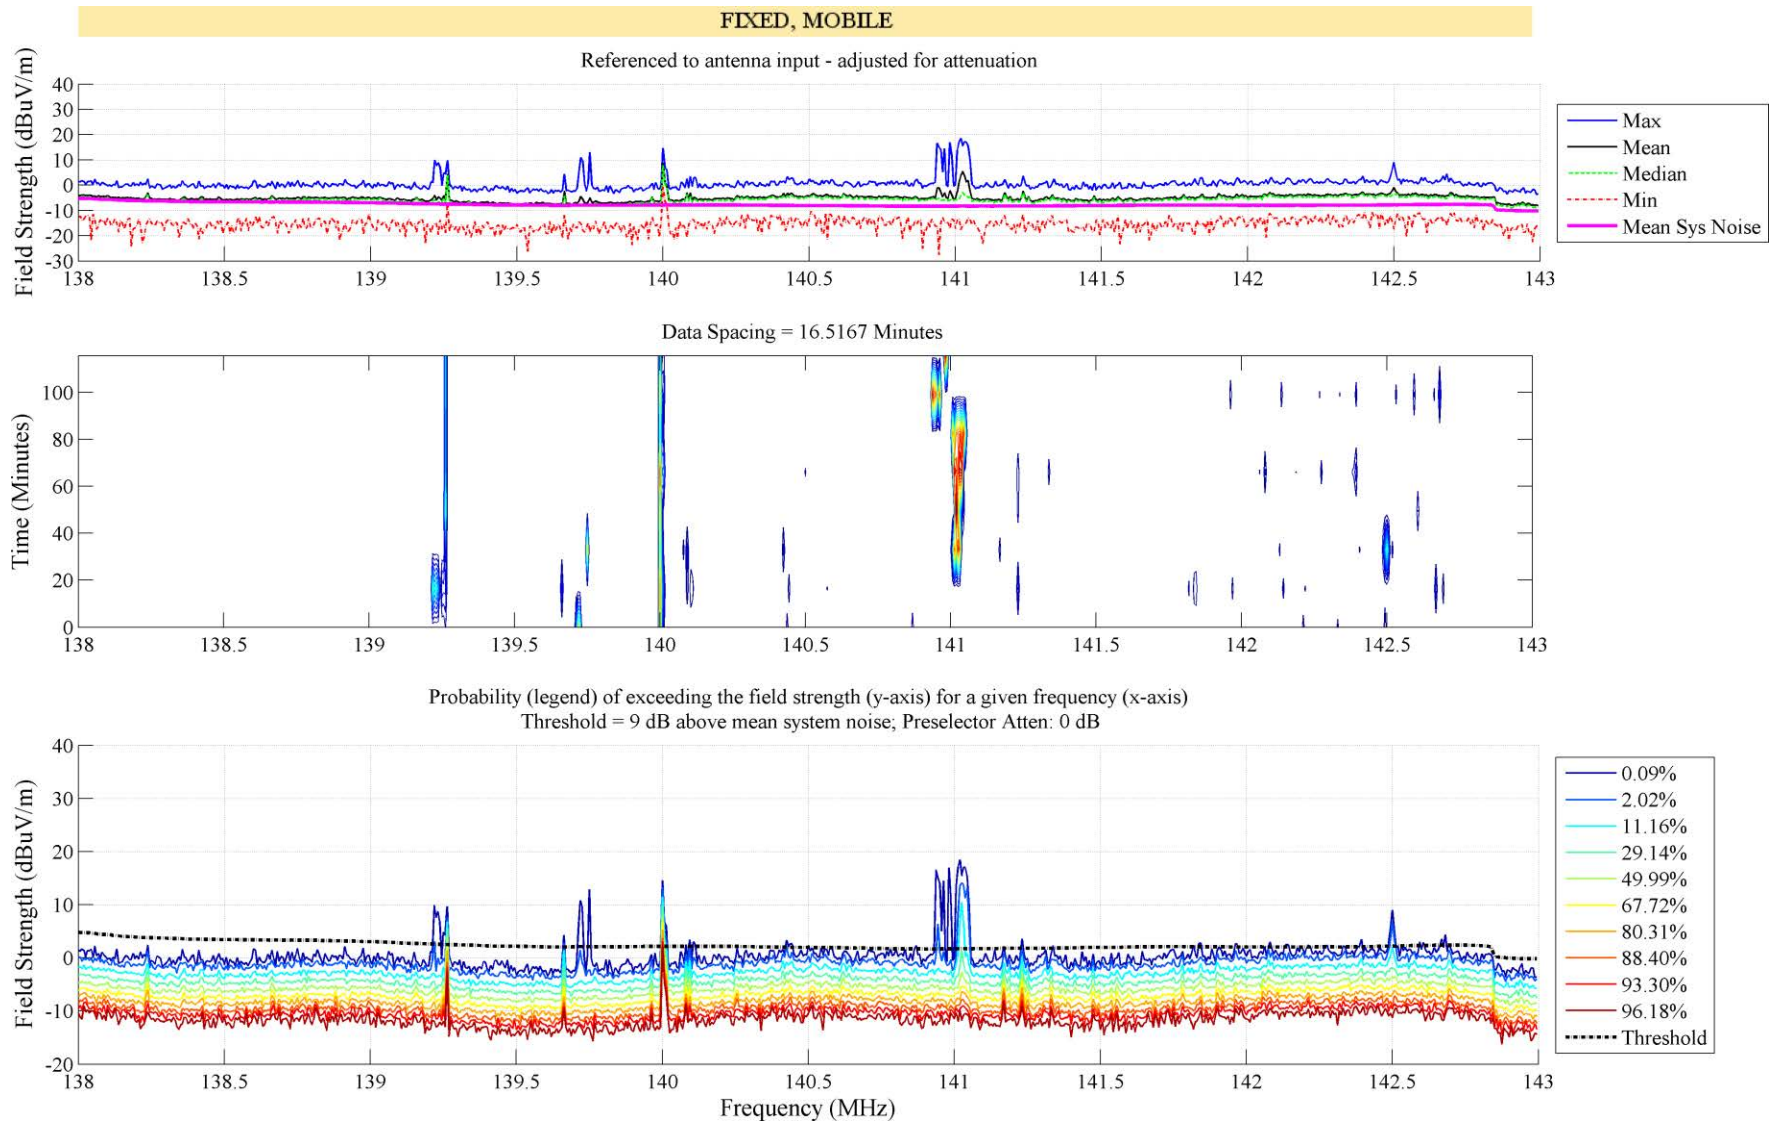 FIXED, MOBILE
Referenced to antenna input - adjusted for attenuation
Field Strength (dBuV/m)
40
30
20
10
0
-10
-20
-30
138 138.5 139 139.5 140 140.5 141 141.5 142 142.5 143
Max
Mean
Median
Min
Mean Sys Noise
Data Spacing = 16.5167 Minutes
Time (Minutes)
100
80
60
40
20
0
138 138.5 139 139.5 140 140.5 141 141.5 142 142.5 143
Probability (legend) of exceeding the field strength (y-axis) for a given frequency (x-axis)
Threshold = 9 dB above mean system noise; Preselector Atten: 0 dB
Field Strength (dBuV/m)
40
30
20
10
0
-10
-20
138 138.5 139 139.5 140 140.5 141 141.5 142 142.5 143
Frequency (MHz)
0.09%
2.02%
11.16%
29.14%
49.99%
67.72%
80.31%
88.40%
93.30%
96.18%
Threshold